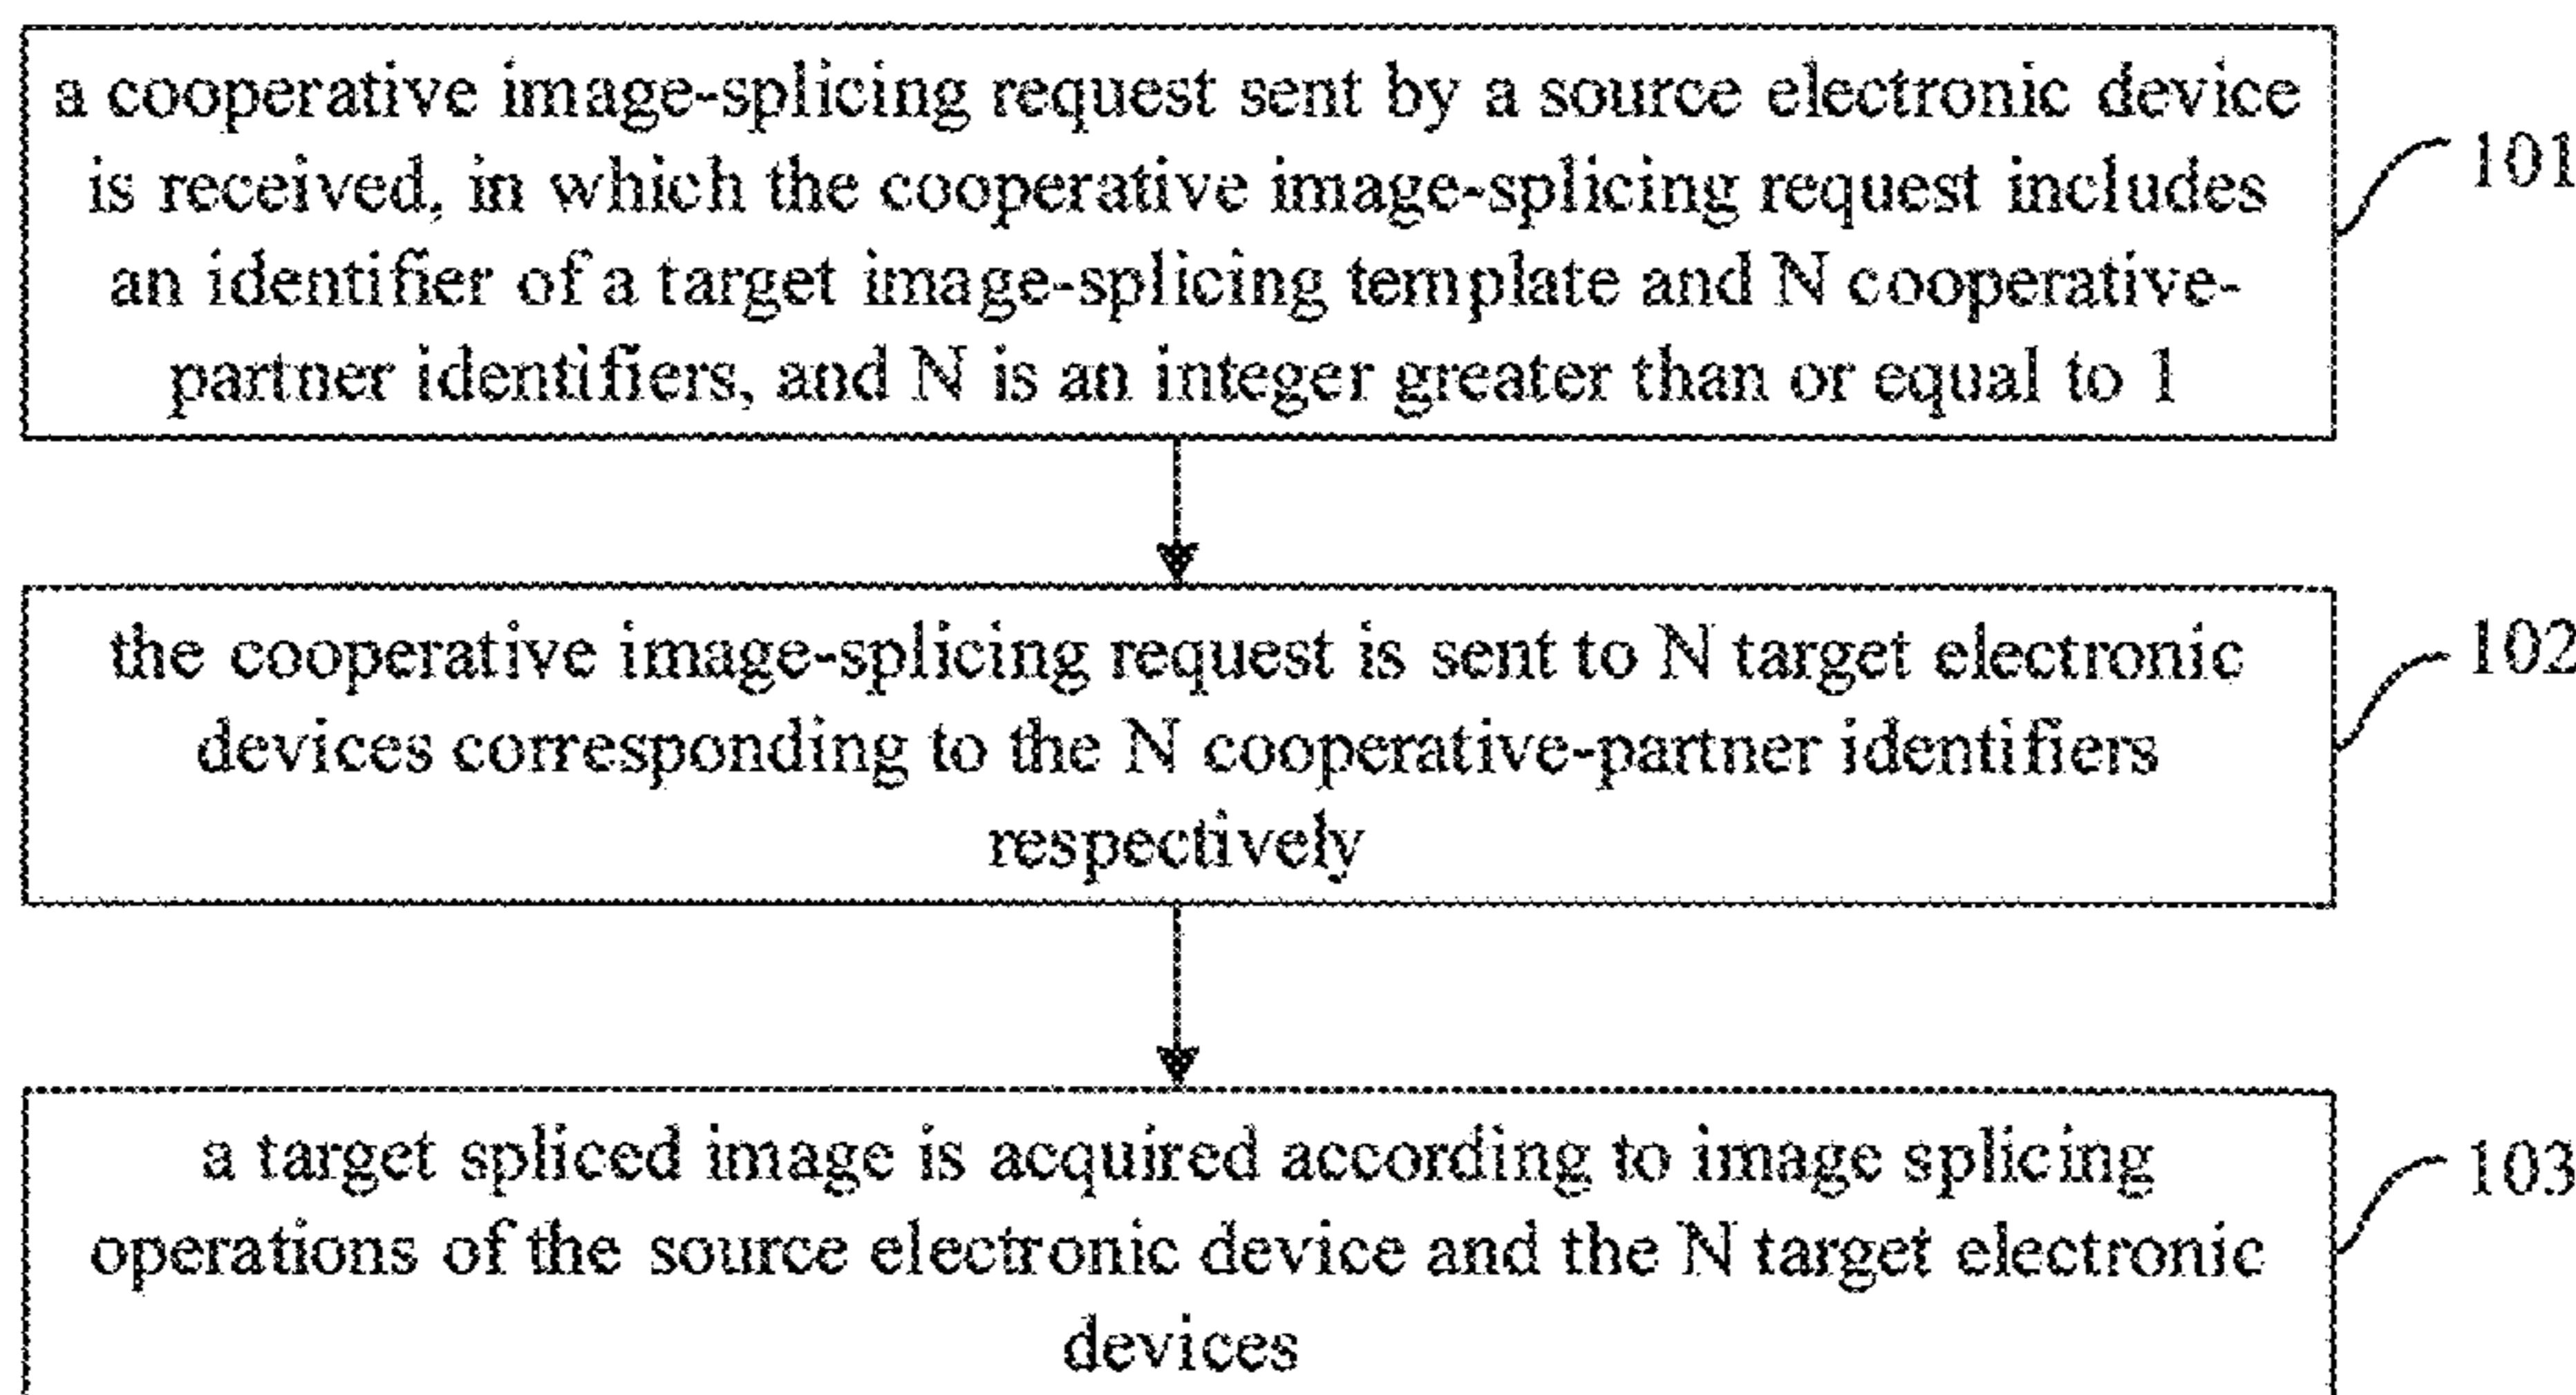 a cooperative image-splicing request sent by a source electronic device
is received, in which the cooperative image-splicing request includes
an identifier of a target image-splicing template and N cooperative-
partner identifiers, and N is an integer greater than or equal to 1
101
the cooperative image-splicing request is sent to N target electronic
devices corresponding to the N cooperative-partner identifiers
respectively
102
a target spliced image is acquired according to image splicing
operations of the source electronic device and the N target electronic
devices
103